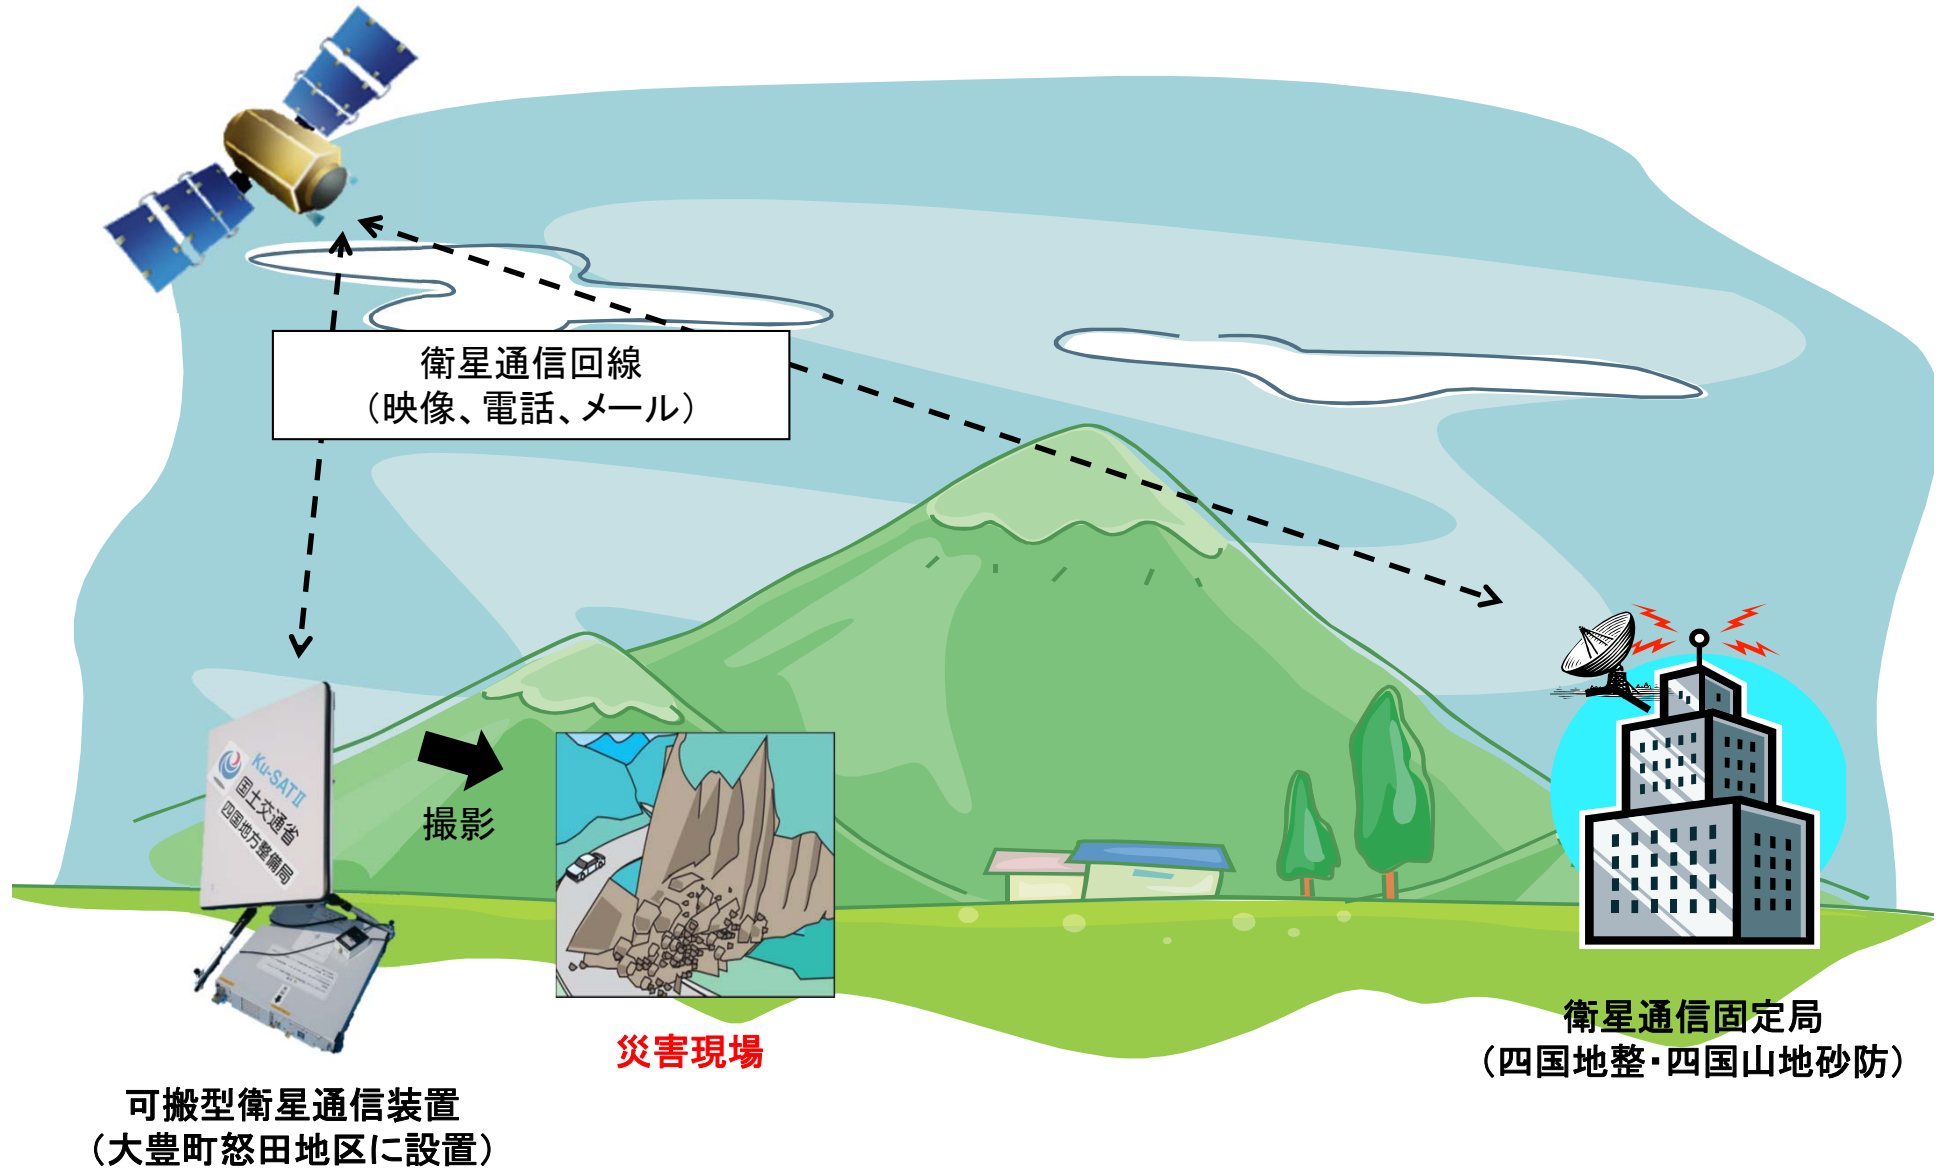 衛星通信回線
（映像、電話、メール）
Ku-SATⅡ
国土交通省
四国地方整備局
撮影
災害現場
衛星通信固定局
（四国地整・四国山地砂防）
可搬型衛星通信装置
（大豊町怒田地区に設置）